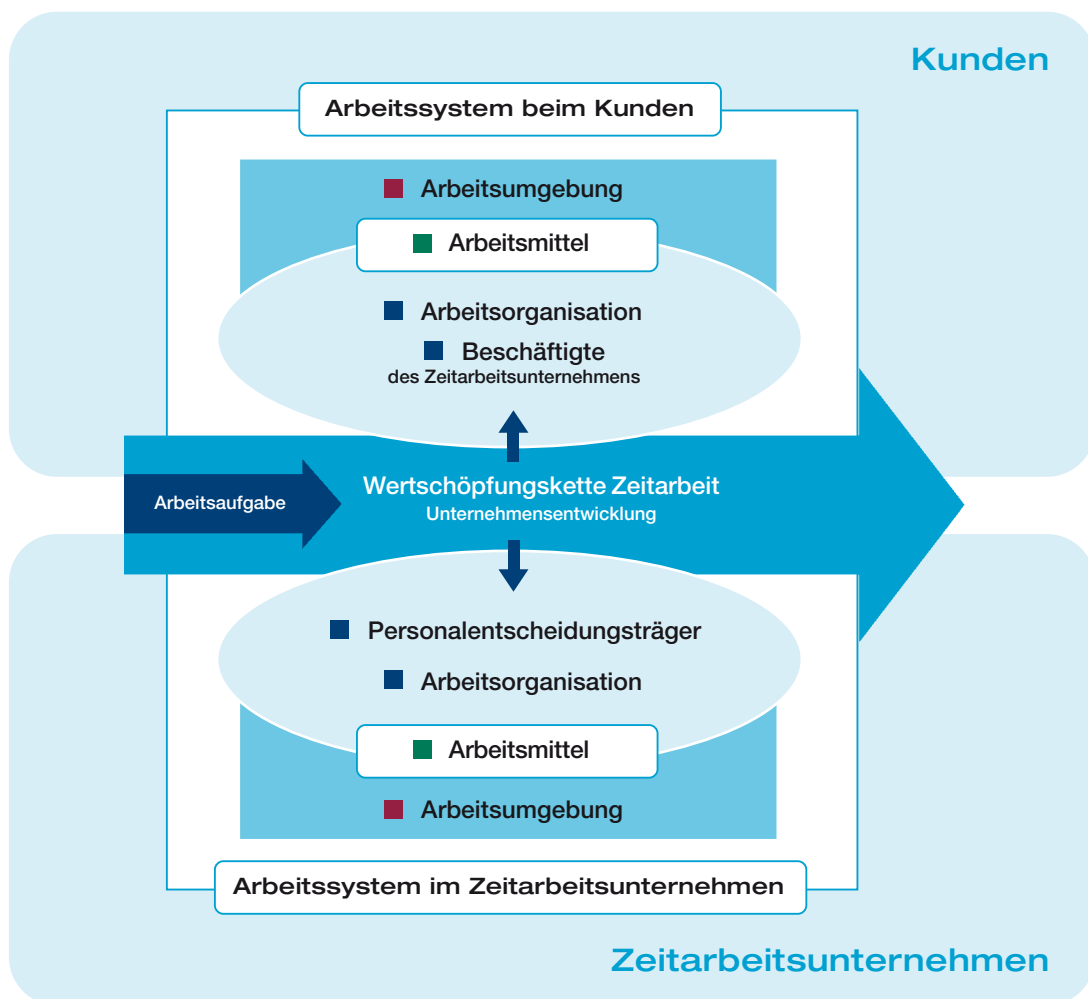 Kunden
Arbeitssystem beim Kunden
Arbeitsumgebung
Arbeitsmittel
Arbeitsorganisation
Beschäftigte
des Zeitarbeitsunternehmens
Arbeitsaufgabe
Wertschöpfungskette Zeitarbeit
Unternehmensentwicklung
Personalentscheidungsträger
Arbeitsorganisation
Arbeitsmittel
Arbeitsumgebung
Arbeitssystem im Zeitarbeitsunternehmen
Zeitarbeitsunternehmen